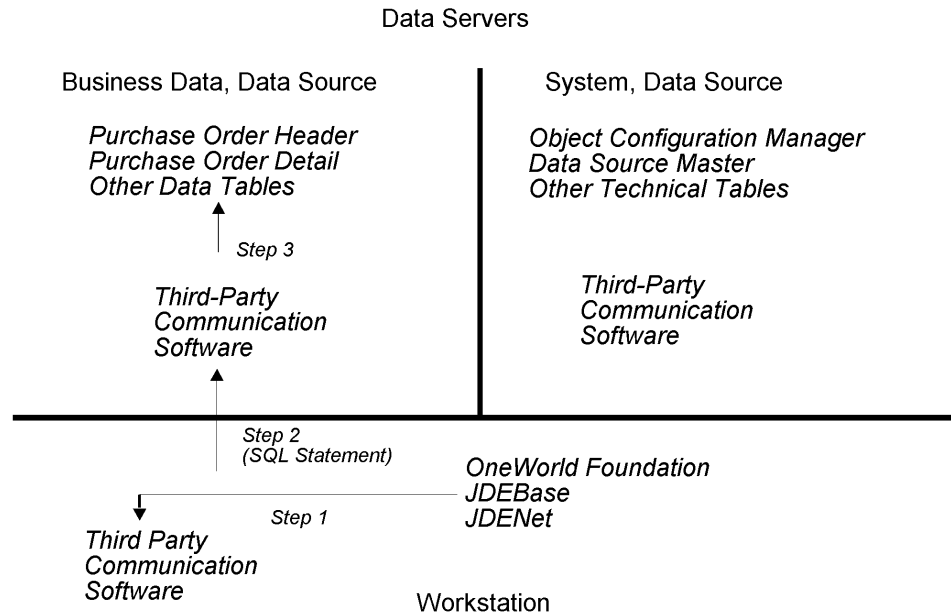 Data Servers
Business Data, Data Source
Purchase Order Header
Purchase Order Detail
Other Data Tables
Step 3
Third-Party
Communication
Software
System, Data Source
Object Configuration Manager
Data Source Master
Other Technical Tables
Third-Party
Communication
Software
Step 2
(SQL Statement)
OneWorld Foundation
JDEBase
JDENet
Step 1
Third Party
Communication
Software
Workstation